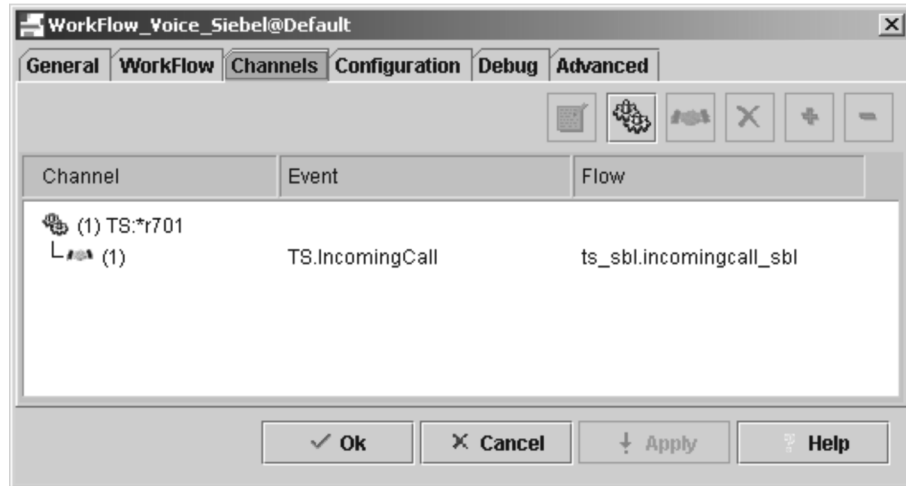 WorkFlow_Voice_Siebel@Default
General WorkFlow Channels Configuration Debug Advanced
Channel Event Flow
(1) TS:*r701
(1) TS.IncomingCall ts_sbl.incomingcall_sbl
Ok Cancel Apply Help